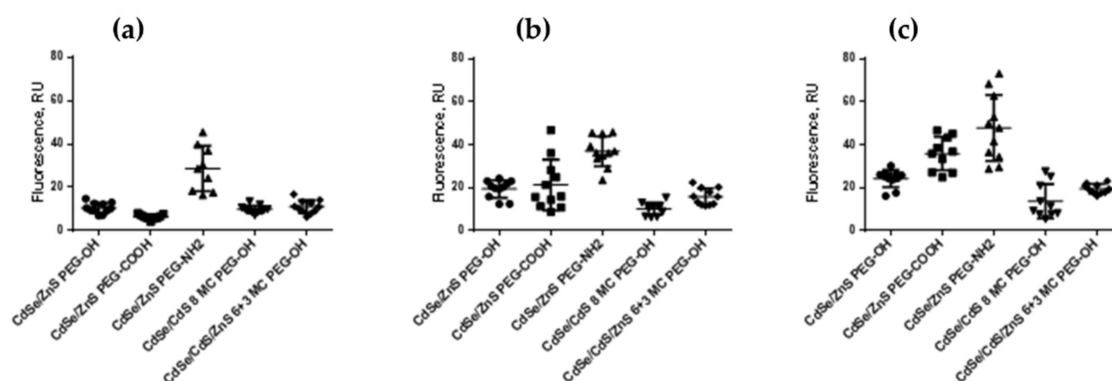 (a)
Fluorescence, RU
80
60
40
20
0
CdSe/ZnS PEG-OH
CdSe/ZnS PEG-COOH
CdSe/ZnS PEG-NH2
CdSe/CdS 8 MC PEG-OH
CdSe/CdS/ZnS 6+3 MC PEG-OH
(b)
Fluorescence, RU
80
60
40
20
0
CdSe/ZnS PEG-OH
CdSe/ZnS PEG-COOH
CdSe/ZnS PEG-NH2
CdSe/CdS 8 MC PEG-OH
CdSe/CdS/ZnS 6+3 MC PEG-OH
(c)
Fluorescence, RU
80
60
40
20
0
CdSe/ZnS PEG-OH
CdSe/ZnS PEG-COOH
CdSe/ZnS PEG-NH2
CdSe/CdS 8 MC PEG-OH
CdSe/CdS/ZnS 6+3 MC PEG-OH